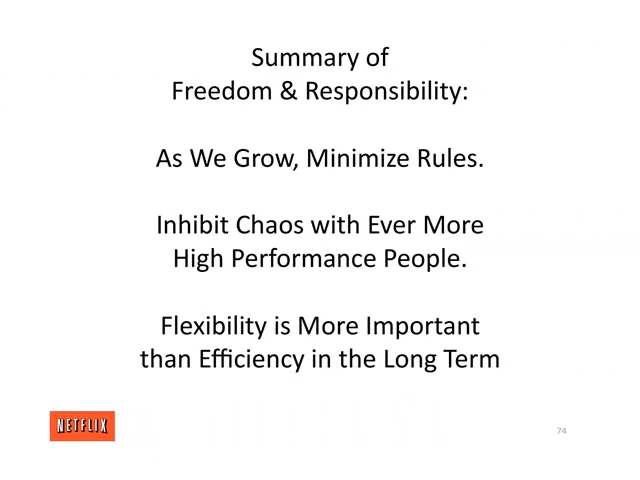 Summary of
Freedom & Responsibility:
As We Grow, Minimize Rules.
Inhibit Chaos with Ever More
High Performance People.
Flexibility is More Important
than Efficiency in the Long Term
NETFLIX
74